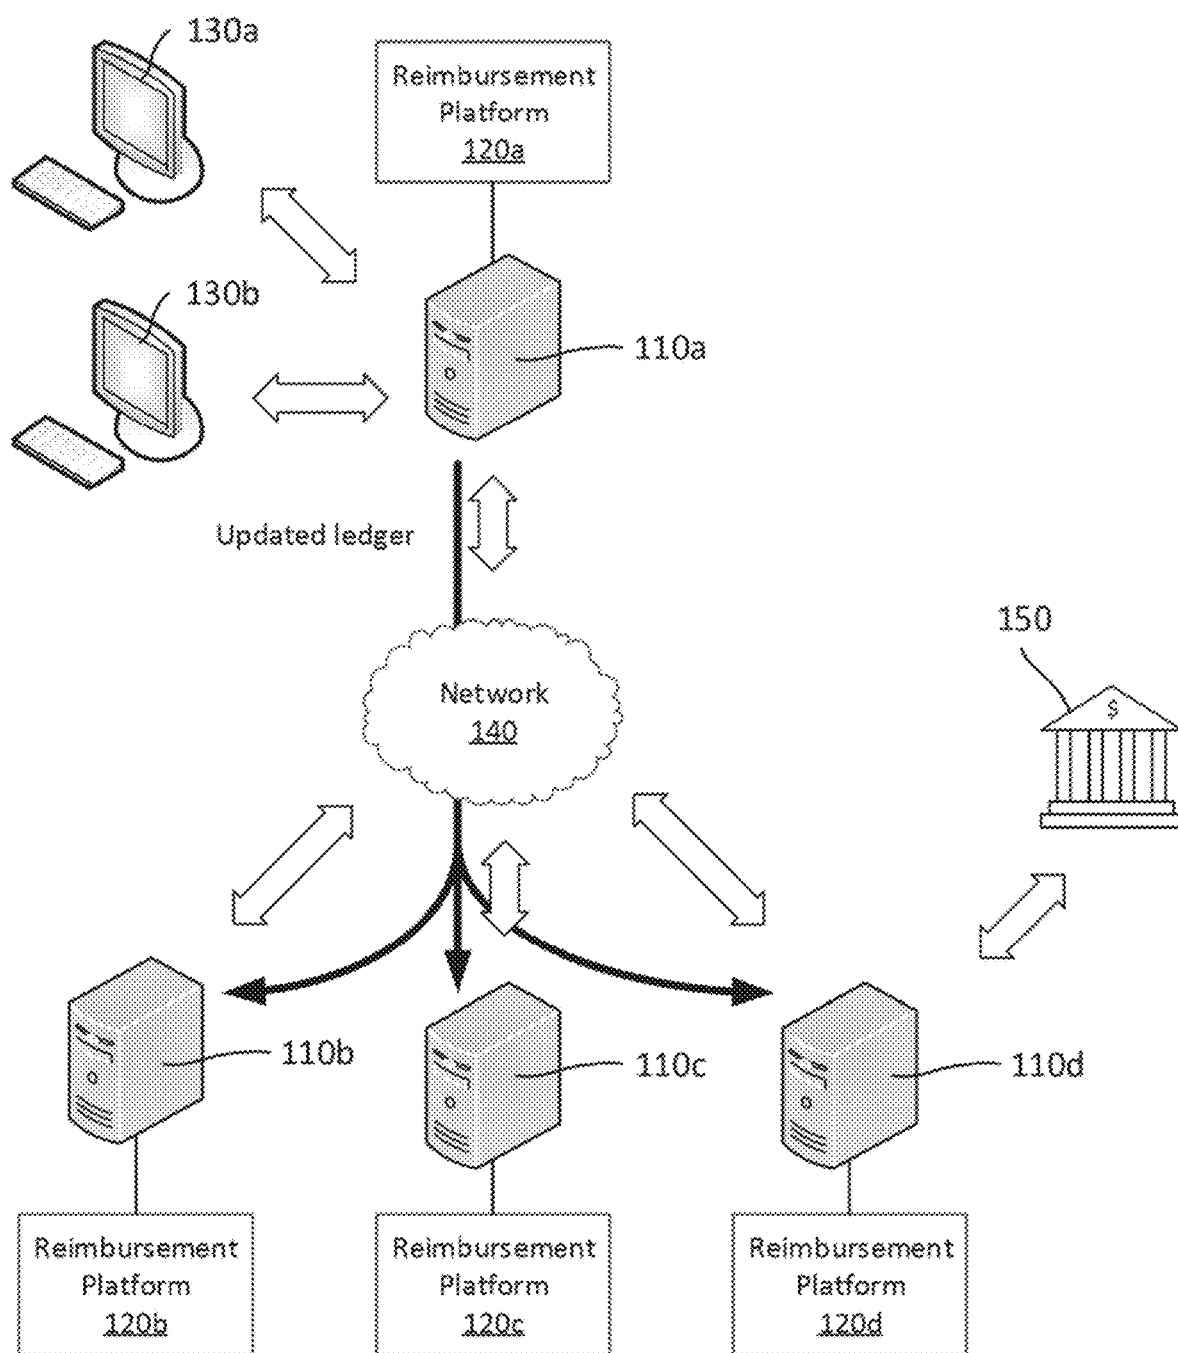 130a
Reimbursement
Platform
120a
130b
110a
Updated ledger
150
$
Network
140
110b
110c
110d
Reimbursement
Platform
120b
Reimbursement
Platform
120c
Reimbursement
Platform
120d